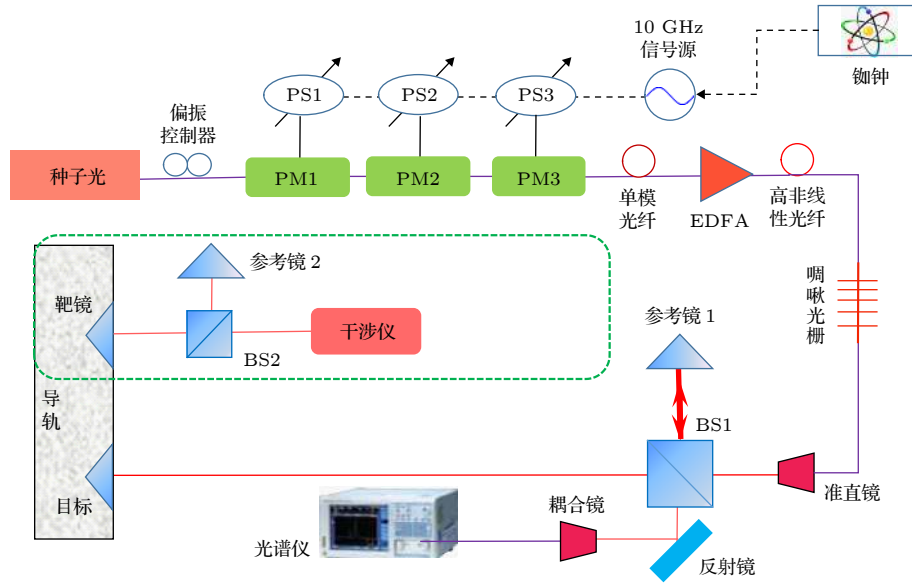 10 GHz
信号源
铷钟
PS1
PS2
PS3
偏振
控制器
种子光
PM1
PM2
PM3
单模
光纤
EDFA
高非线
性光纤
啁
啾
光
栅
参考镜 2
靶镜
干涉仪
BS2
参考镜 1
导
轨
BS1
目标
准直镜
耦合镜
光谱仪
反射镜